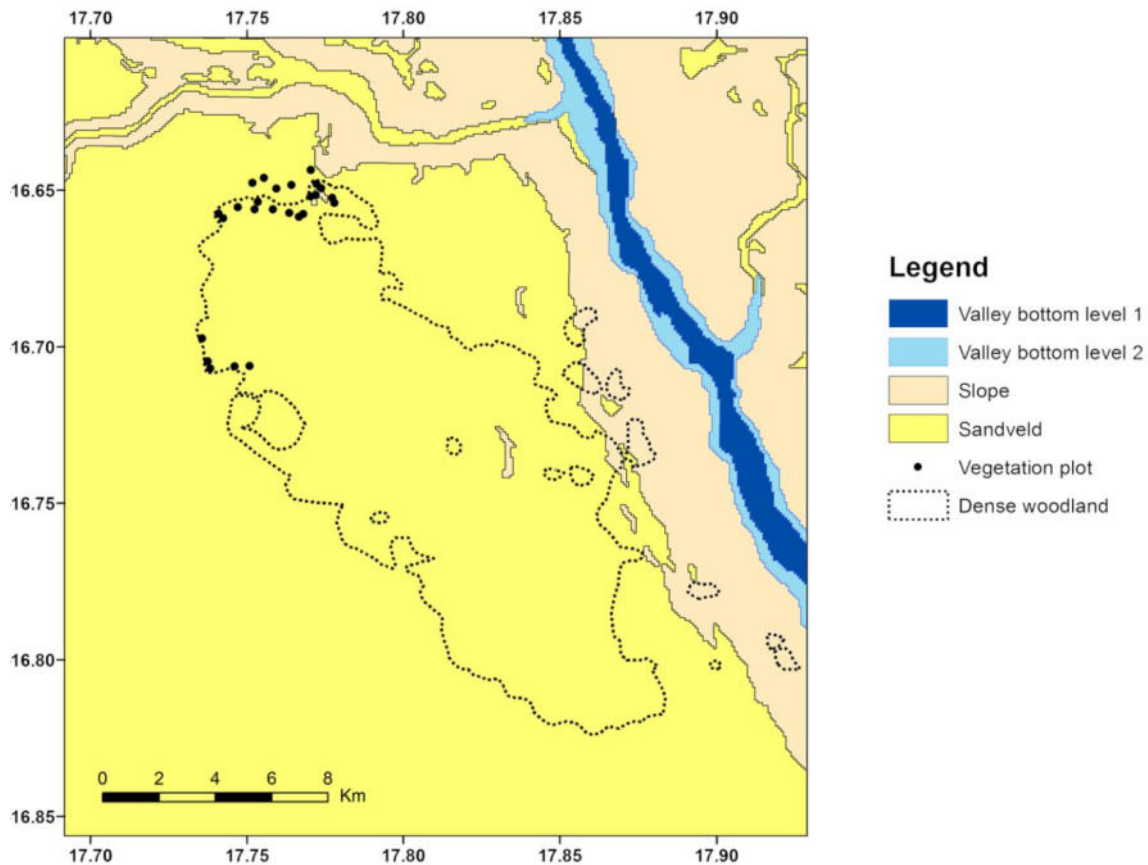 17.70 17.75 17.80 17.85 17.90
16.65
16.70
16.75
16.80
16.85
0 2 4 6 8
Km
17.70 17.75 17.80 17.85 17.90
Legend
Valley bottom level 1
Valley bottom level 2
Slope
Sandveld
Vegetation plot
Dense woodland